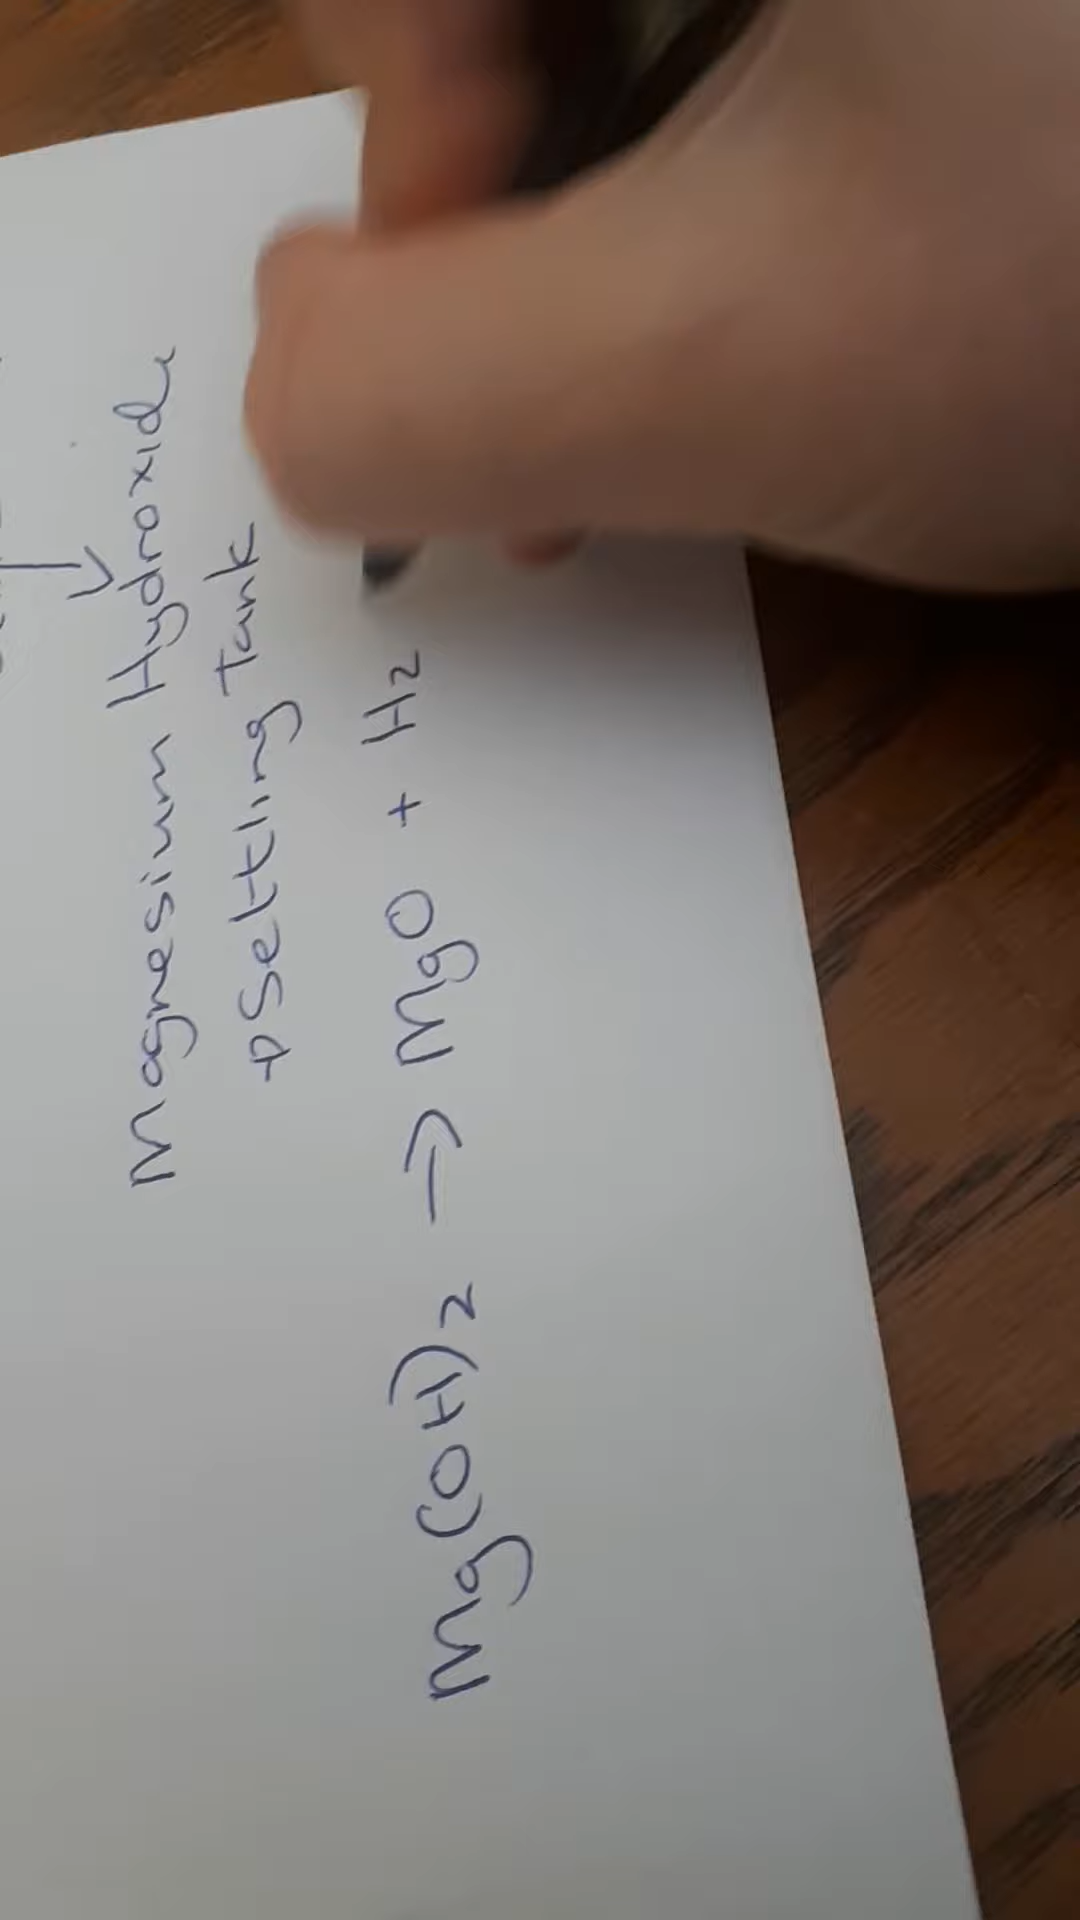 Magnesium Hydroxide
→ Settling Tank
Mg(OH)2 → MgO + H2